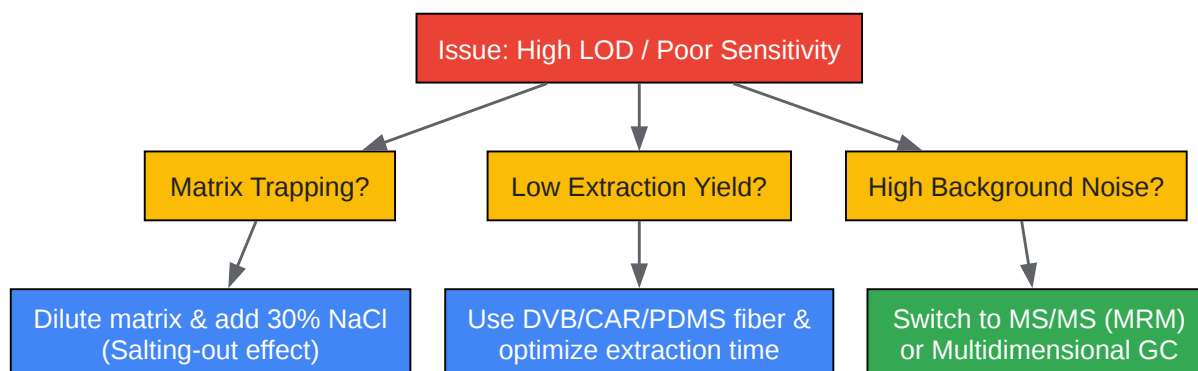 Issue: High LOD / Poor Sensitivity
Matrix Trapping?
Low Extraction Yield?
High Background Noise?
Dilute matrix & add 30% NaCl
(Salting-out effect)
Use DVB/CAR/PDMS fiber &
optimize extraction time
Switch to MS/MS (MRM)
or Multidimensional GC